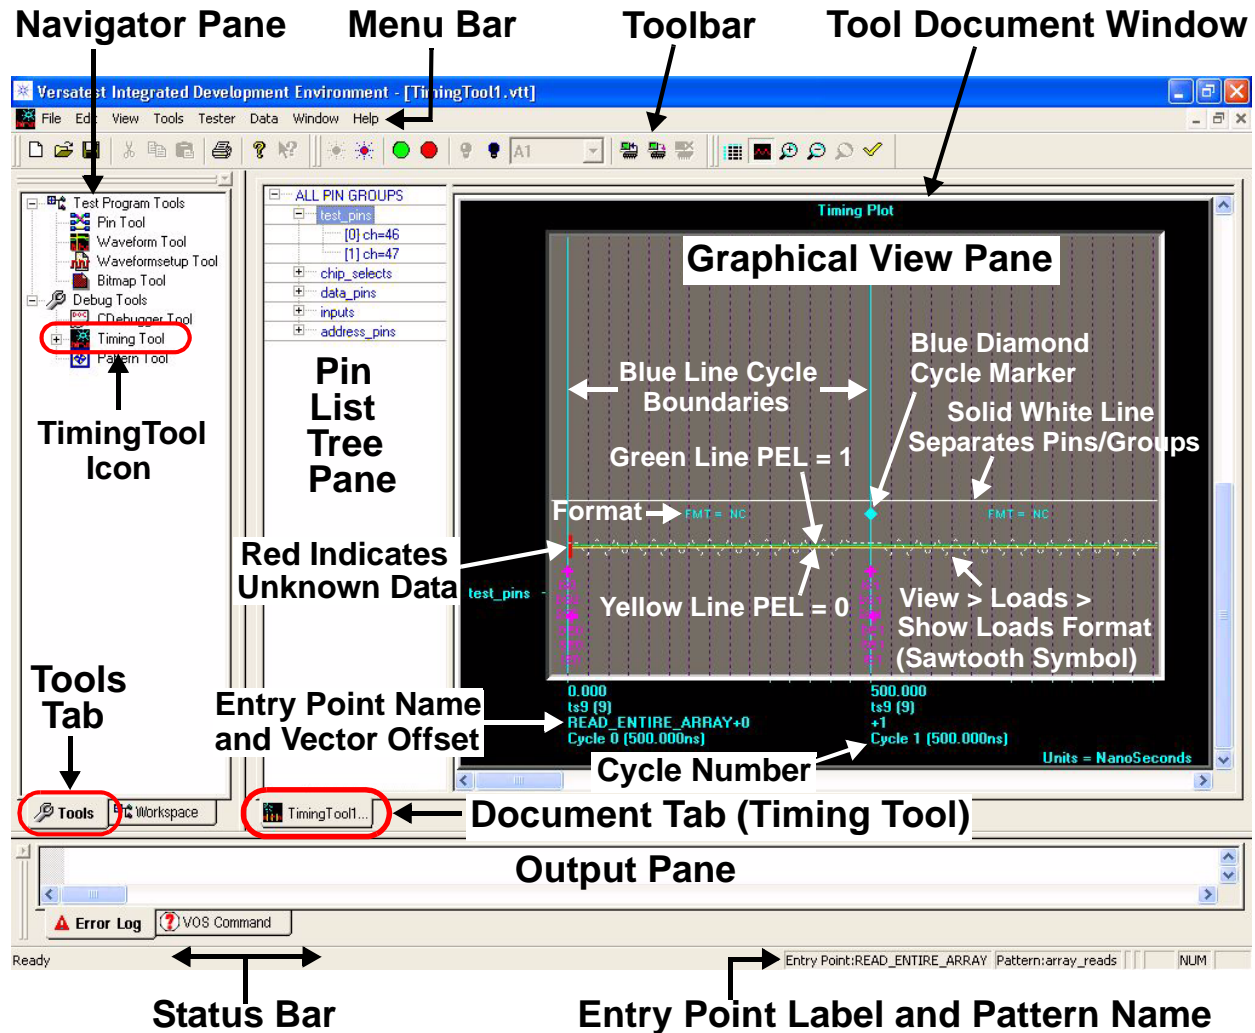 Navigator Pane
Menu Bar
Toolbar
Tool Document Window
Versatest Integrated Development Environment - [TimingTool1.vtt]
File Edit View Tools Tester Data Window Help
A1
Test Program Tools
Pin Tool
Waveform Tool
Waveformsetup Tool
Bitmap Tool
Debug Tools
CDebugger Tool
Timing Tool
Pattern Tool
TimingTool
Icon
Tools
Tab
Tools
Workspace
ALL PIN GROUPS
test_pins
[0] ch=46
[1] ch=47
chip_selects
data_pins
inputs
address_pins
Pin
List
Tree
Pane
Timing Plot
Graphical View Pane
Blue Line Cycle
Boundaries
Blue Diamond
Cycle Marker
Solid White Line
Separates Pins/Groups
Green Line PEL = 1
Format
FMT = NC
FMT = NC
Red Indicates
Unknown Data
test_pins
Yellow Line PEL = 0
View > Loads >
Show Loads Format
(Sawtooth Symbol)
Entry Point Name
and Vector Offset
0.000
ts9 (9)
READ_ENTIRE_ARRAY+0
Cycle 0 (500.000ns)
500.000
ts9 (9)
+1
Cycle 1 (500.000ns)
Units = NanoSeconds
Cycle Number
TimingTool1...
Document Tab (Timing Tool)
Output Pane
Error Log
VOS Command
Ready
Entry Point:READ_ENTIRE_ARRAY
Pattern:array_reads
NUM
Status Bar
Entry Point Label and Pattern Name